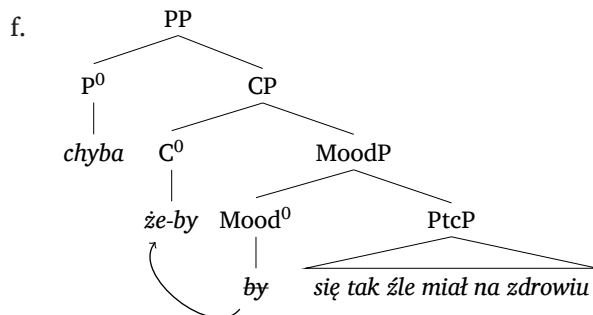 f. PP
P⁰ CP
chyba C⁰ MoodP
że-by Mood⁰ PtcP
by się tak źle miał na zdrowiu